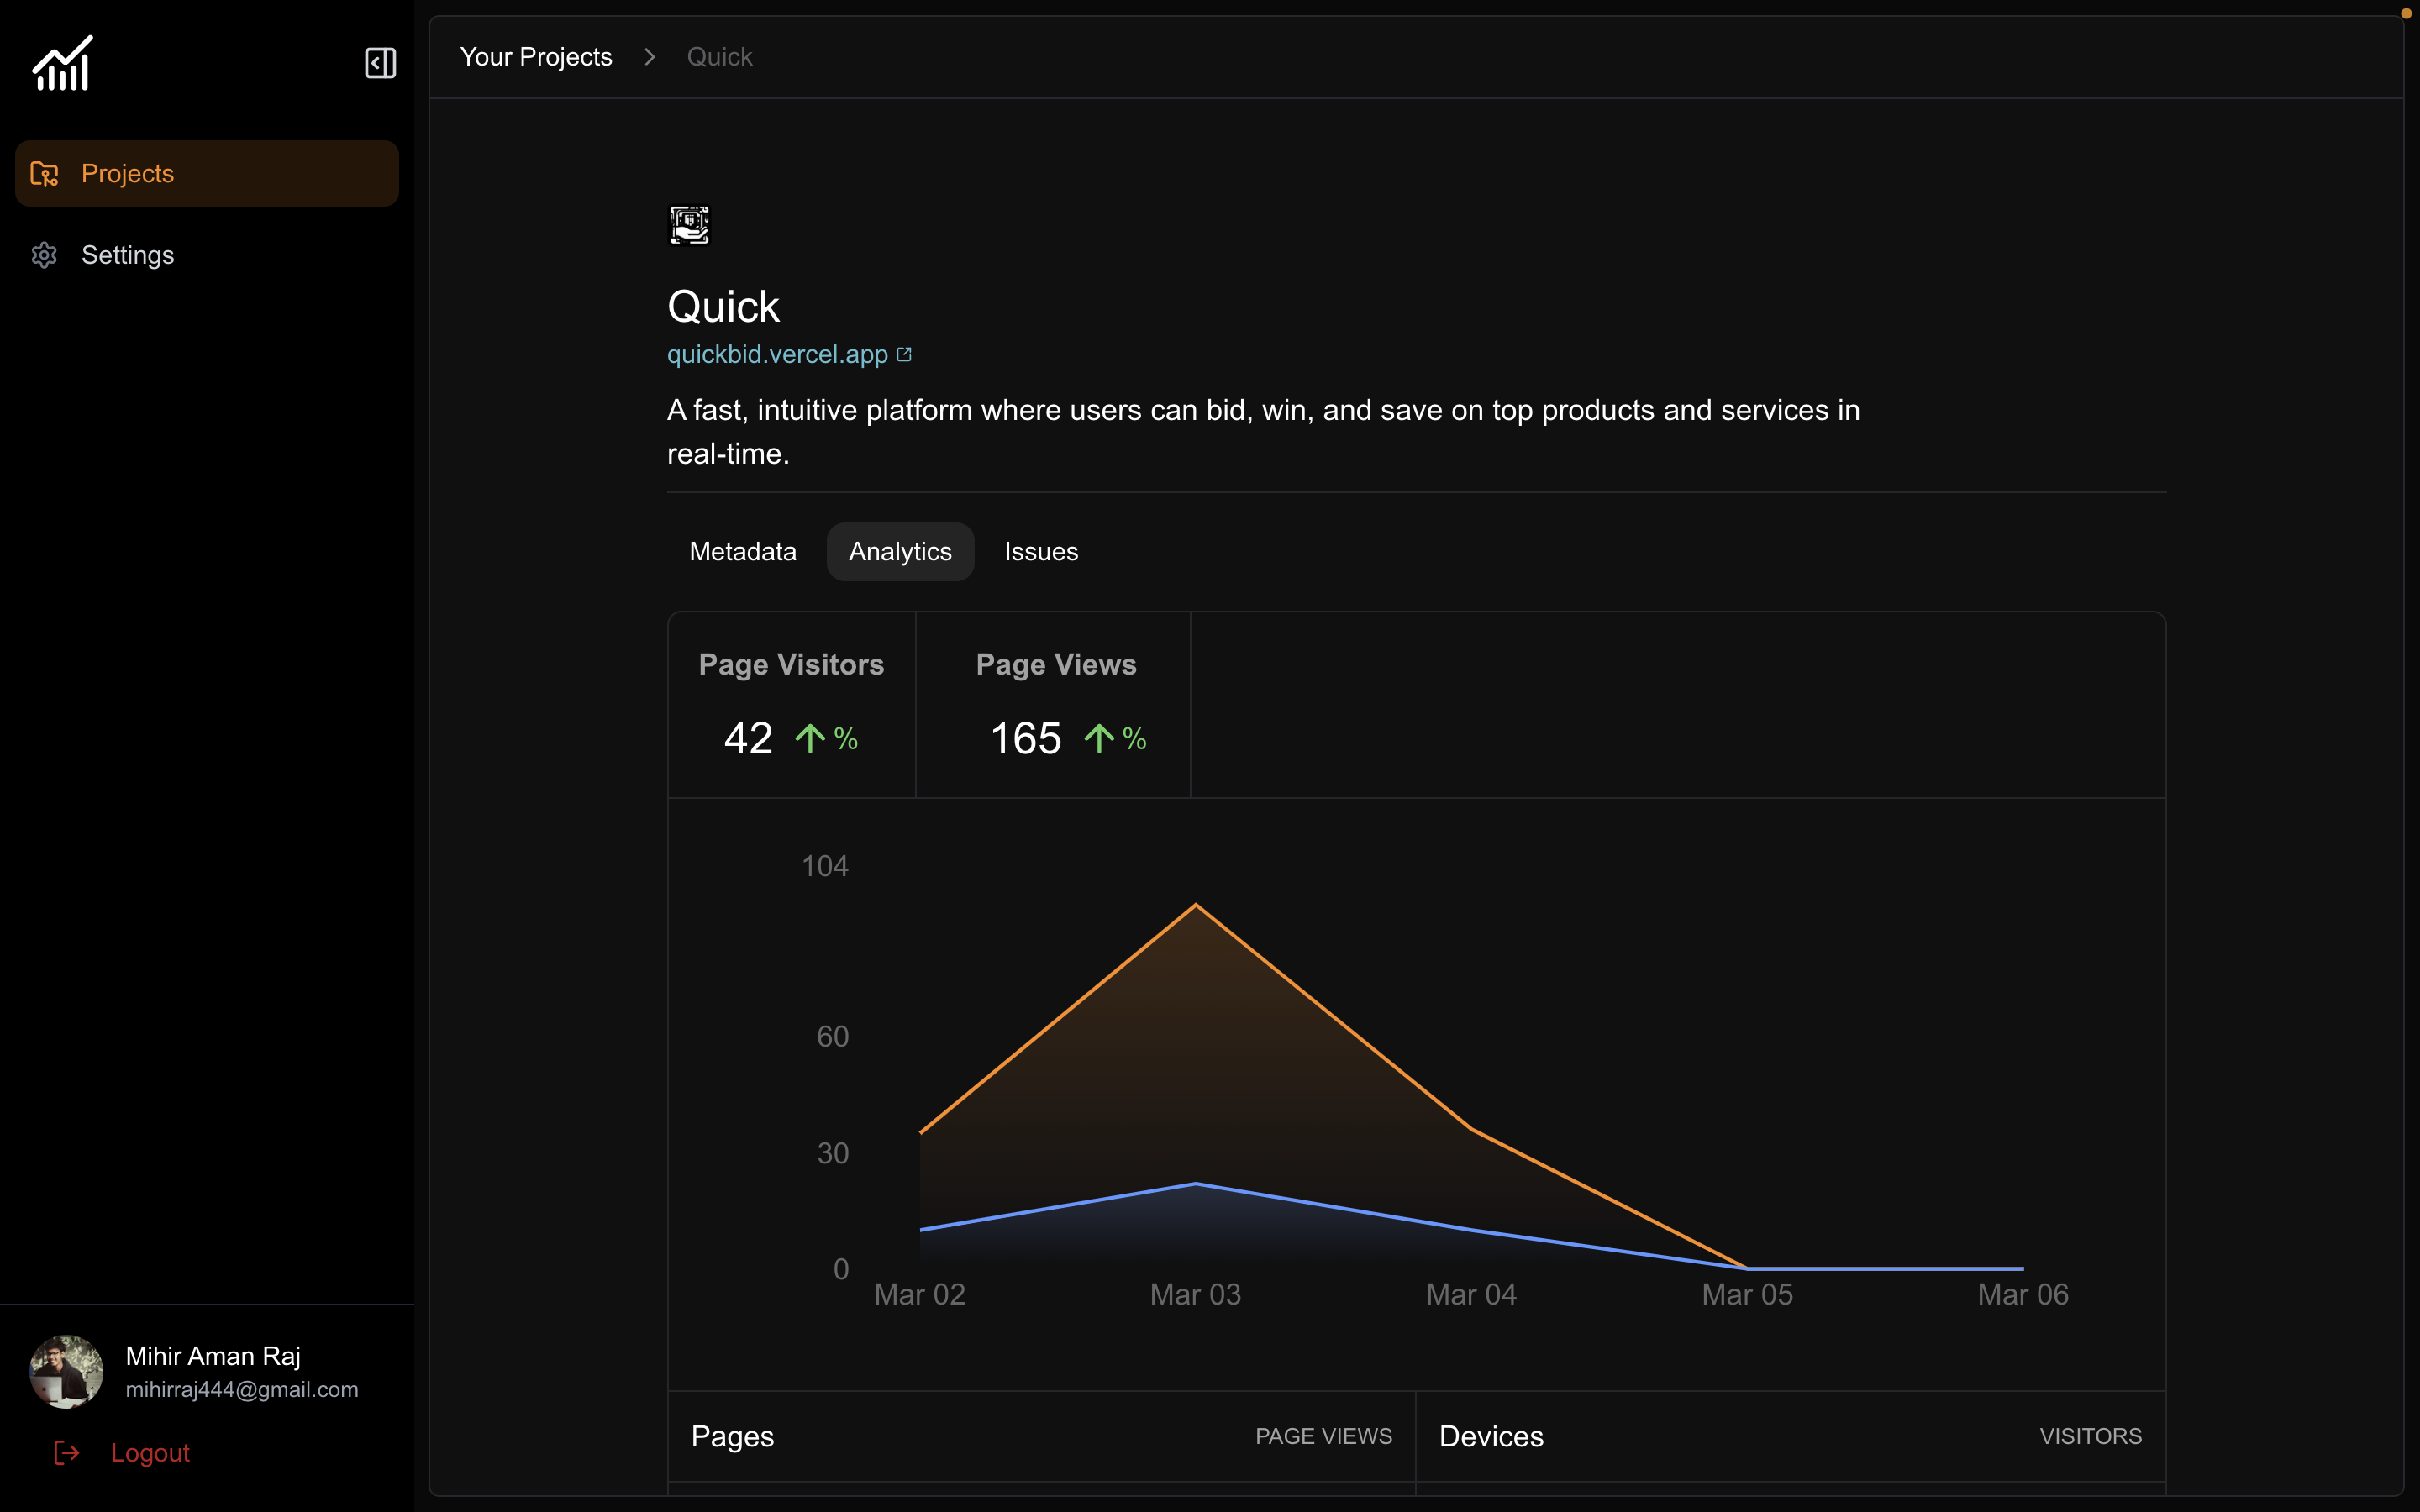 Your Projects
Quick
Projects
Settings
Quick
quickbid.vercel.app
A fast, intuitive platform where users can bid, win, and save on top products and services in
real-time.
Metadata
Analytics
Issues
Page Visitors
Page Views
42 ↑ %
165 ↑ %
104
60
30
0
Mar 02
Mar 03
Mar 04
Mar 05
Mar 06
Pages
PAGE VIEWS
Devices
VISITORS
Mihir Aman Raj
mihirraj444@gmail.com
Logout